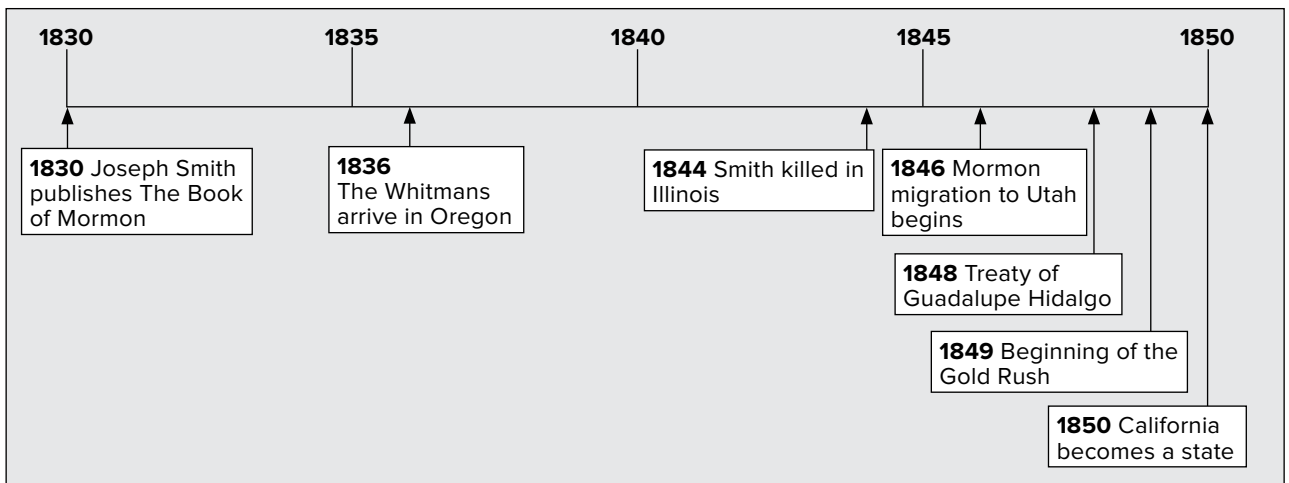 1830 1835 1840 1845 1850
1830 Joseph Smith
publishes The Book
of Mormon
1836
The Whitmans
arrive in Oregon
1844 Smith killed in
Illinois
1846 Mormon
migration to Utah
begins
1848 Treaty of
Guadalupe Hidalgo
1849 Beginning of the
Gold Rush
1850 California
becomes a state